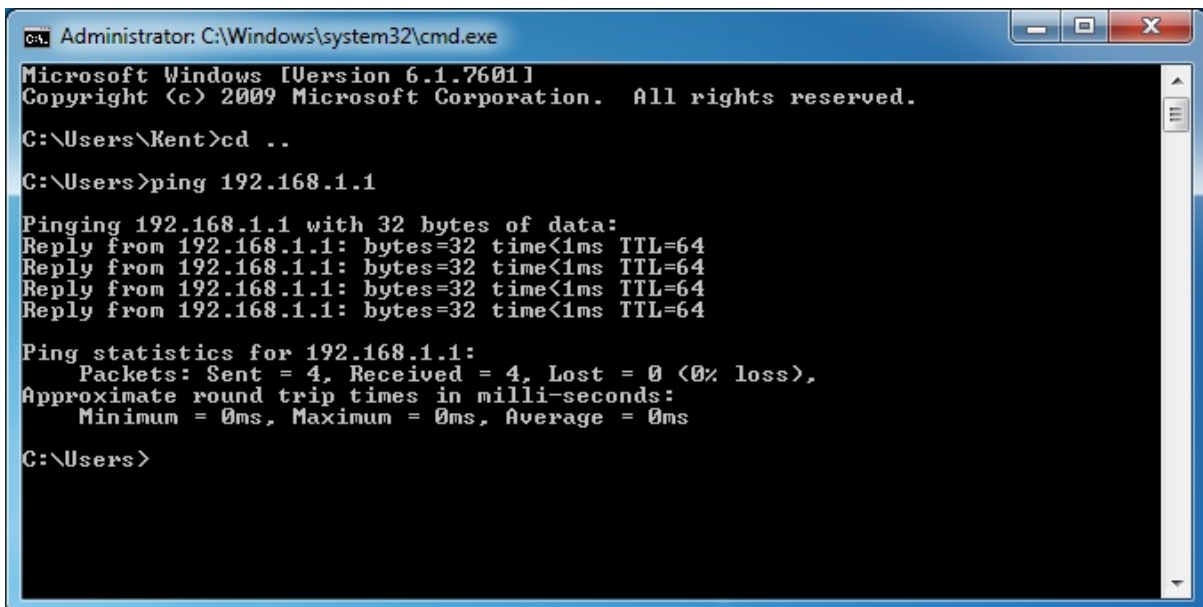 Administrator: C:\Windows\system32\cmd.exe
Microsoft Windows [Version 6.1.7601]
Copyright (c) 2009 Microsoft Corporation.  All rights reserved.
C:\Users\Kent>cd ..
C:\Users>ping 192.168.1.1
Pinging 192.168.1.1 with 32 bytes of data:
Reply from 192.168.1.1: bytes=32 time<1ms TTL=64
Reply from 192.168.1.1: bytes=32 time<1ms TTL=64
Reply from 192.168.1.1: bytes=32 time<1ms TTL=64
Reply from 192.168.1.1: bytes=32 time<1ms TTL=64
Ping statistics for 192.168.1.1:
    Packets: Sent = 4, Received = 4, Lost = 0 (0% loss),
Approximate round trip times in milli-seconds:
    Minimum = 0ms, Maximum = 0ms, Average = 0ms
C:\Users>